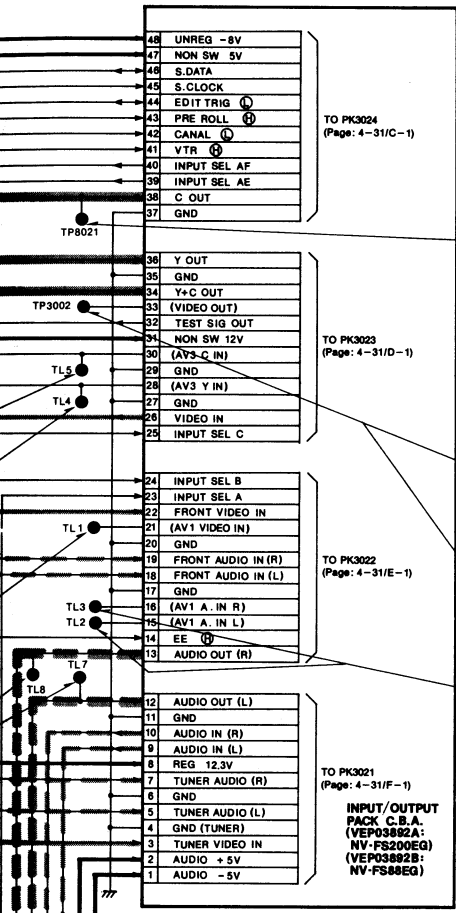 48 UNREG -8V
47 NON SW 5V
46 S.DATA
45 S.CLOCK
44 EDIT TRIG Ⓛ
43 PRE ROLL Ⓗ
42 CANAL Ⓛ
41 VTR Ⓗ
40 INPUT SEL AF
39 INPUT SEL AE
38 C OUT
37 GND
TO PK3024
(Page: 4-31/C-1)
TP8021
36 Y OUT
35 GND
34 Y+C OUT
33 (VIDEO OUT)
32 TEST SIG OUT
31 NON SW 12V
30 (AV3 C IN)
29 GND
28 (AV3 Y IN)
27 GND
26 VIDEO IN
25 INPUT SEL C
TP3002
TO PK3023
(Page: 4-31/D-1)
TL5
TL4
24 INPUT SEL B
23 INPUT SEL A
22 FRONT VIDEO IN
21 (AV1 VIDEO IN)
20 GND
19 FRONT AUDIO IN(R)
18 FRONT AUDIO IN(L)
17 GND
16 (AV1 A. IN R)
15 (AV1 A. IN L)
14 EE Ⓗ
13 AUDIO OUT (R)
TL1
TO PK3022
(Page: 4-31/E-1)
TL3
TL2
TL7
TL8
12 AUDIO OUT (L)
11 GND
10 AUDIO IN (R)
9 AUDIO IN (L)
8 REG 12.3V
7 TUNER AUDIO (R)
6 GND
5 TUNER AUDIO (L)
4 GND (TUNER)
3 TUNER VIDEO IN
2 AUDIO +5V
1 AUDIO -5V
TO PK3021
(Page: 4-31/F-1)
INPUT/OUTPUT
PACK C.B.A.
(VEP03892A:
NV-FS200EG)
(VEP03892B:
NV-FS88EG)